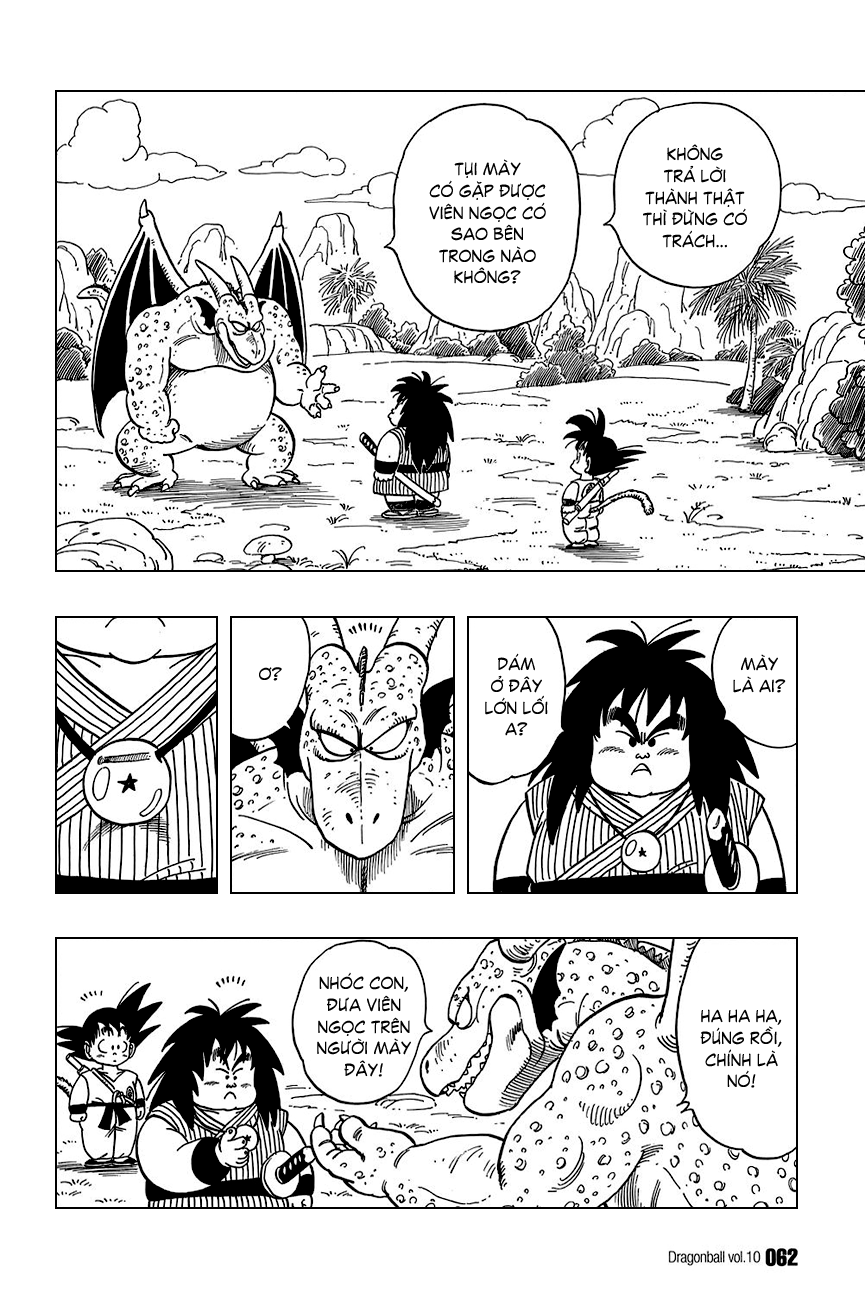 KHÔNG
TRẢ LỜI
THÀNH THẬT
THÌ ĐỪNG CÓ
TRÁCH...
TỤI MÀY
CÓ GẶP ĐƯỢC
VIÊN NGỌC CÓ
SAO BÊN
TRONG NÀO
KHÔNG?
MÀY
LÀ AI?
DÁM
Ở ĐÂY
LỚN LỐI
A?
Ơ?
HA HA HA,
ĐÚNG RỒI,
CHÍNH LÀ
NÓ!
NHÓC CON,
ĐƯA VIÊN
NGỌC TRÊN
NGƯỜI MÀY
ĐÂY!
Dragonball vol.10 062